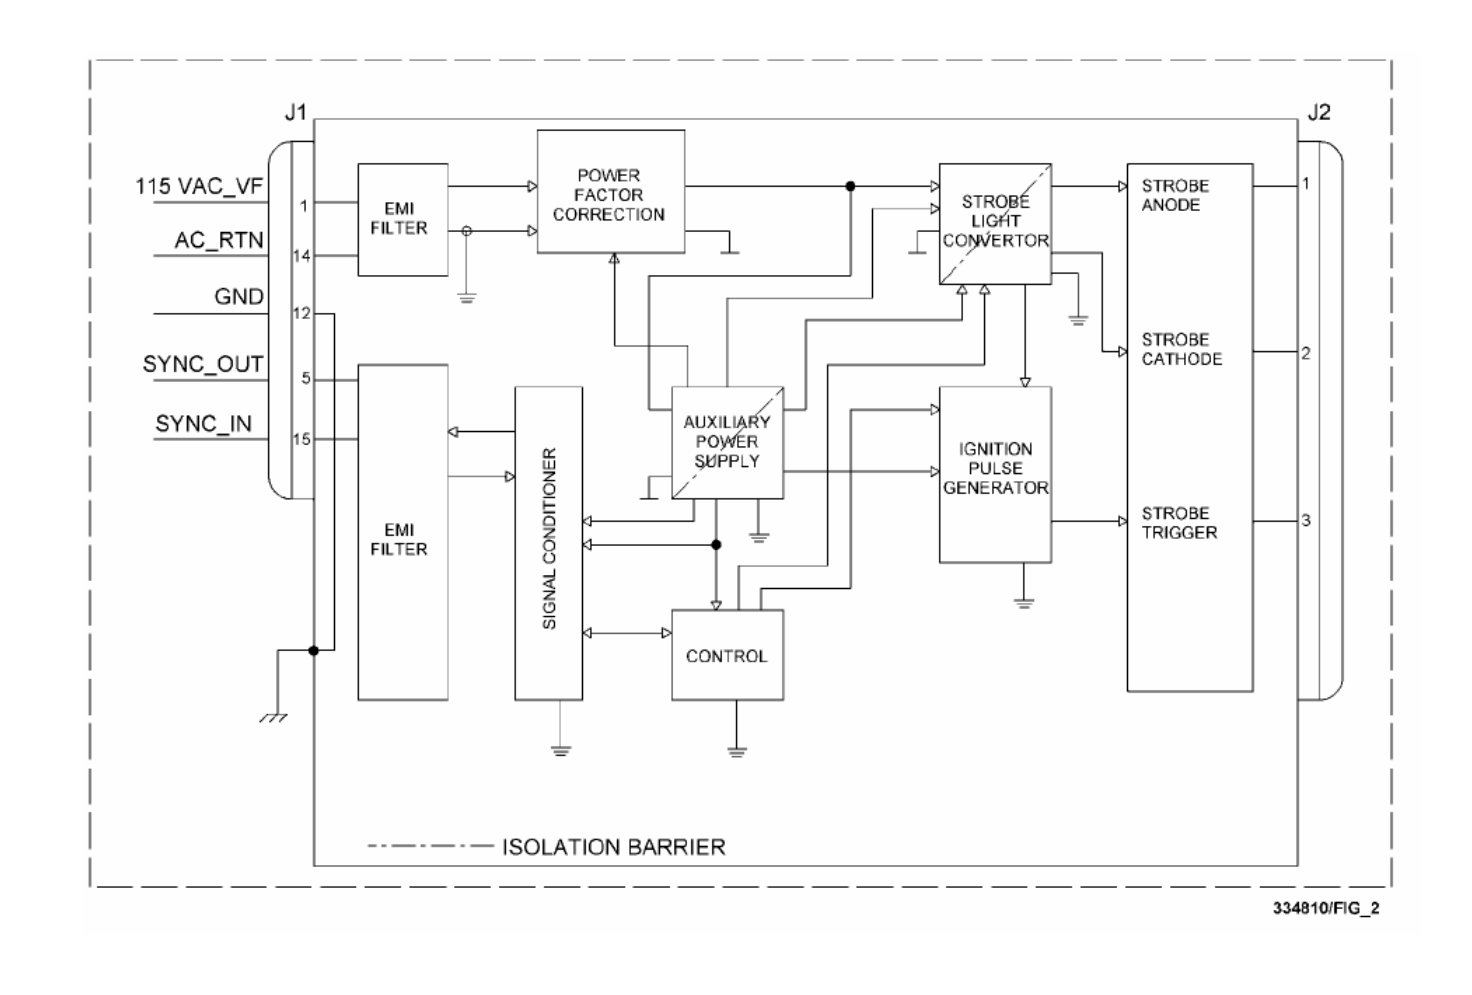 J1
J2
115 VAC_VF
1
AC_RTN
14
GND
12
SYNC_OUT
5
SYNC_IN
15
EMI
FILTER
POWER
FACTOR
CORRECTION
STROBE
LIGHT
CONVERTOR
STROBE
ANODE
1
STROBE
CATHODE
2
STROBE
TRIGGER
3
EMI
FILTER
SIGNAL CONDITIONER
AUXILIARY
POWER
SUPPLY
IGNITION
PULSE
GENERATOR
CONTROL
ISOLATION BARRIER
334810/FIG_2